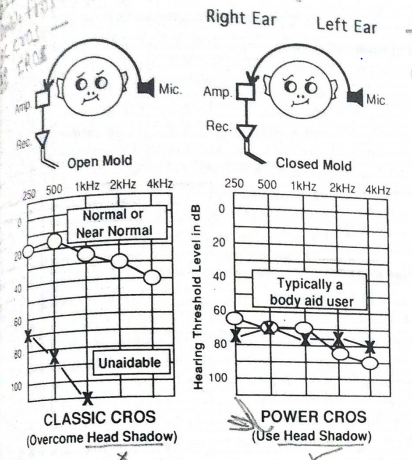 Right Ear Left Ear
CROS
Amp.
Mic.
Rec.
Open Mold
250 500 1kHz 2kHz 4kHz
0
20
40
60
80
100
Normal or
Near Normal
Unaidable
CLASSIC CROS
(Overcome Head Shadow)
Amp.
Mic
Rec.
Closed Mold
250 500 1kHz 2kHz 4kHz
Hearing Threshold Level in dB
0
20
40
60
80
100
Typically a
body aid user
POWER CROS
(Use Head Shadow)